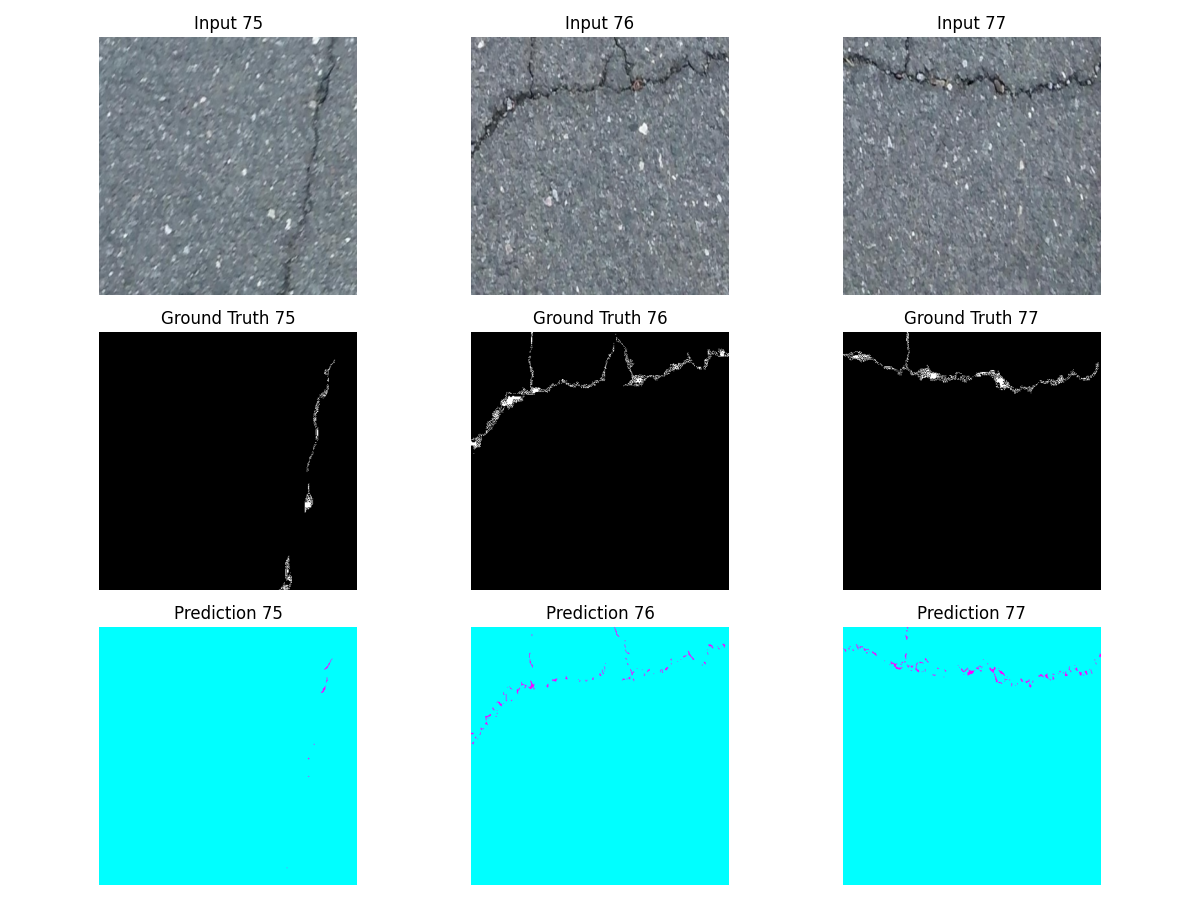 Input 75
Input 76
Input 77
Ground Truth 75
Ground Truth 76
Ground Truth 77
Prediction 75
Prediction 76
Prediction 77